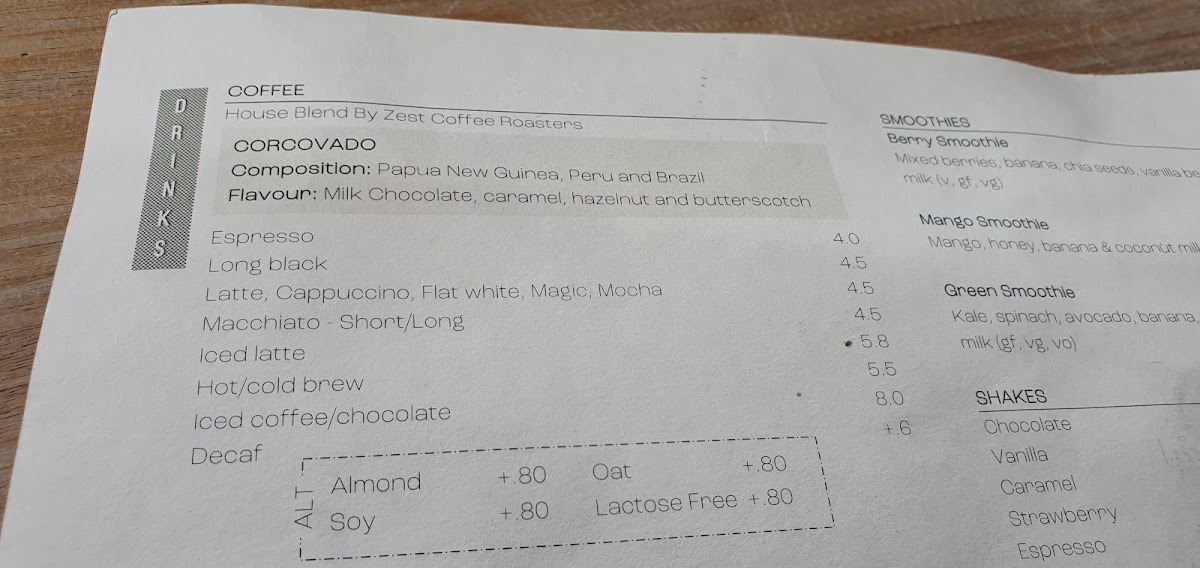 DRINKS
COFFEE
House Blend By Zest Coffee Roasters
CORCOVADO
Composition: Papua New Guinea, Peru and Brazil
Flavour: Milk Chocolate, caramel, hazelnut and butterscotch
Espresso 4.0
Long black 4.5
Latte, Cappuccino, Flat white, Magic, Mocha 4.5
Macchiato - Short/Long 4.5
Iced latte 5.8
Hot/cold brew 5.5
Iced coffee/chocolate 8.0
Decaf +.6
ALT
Almond +.80 Oat +.80
Soy +.80 Lactose Free +.80
SMOOTHIES
Berry Smoothie
Mixed berries, banana, chia seeds, vanilla
milk (v, gf, vg)
Mango Smoothie
Mango, honey, banana & coconut
Green Smoothie
Kale, spinach, avocado, banana,
milk (gf, vg, vo)
SHAKES
Chocolate
Vanilla
Caramel
Strawberry
Espresso